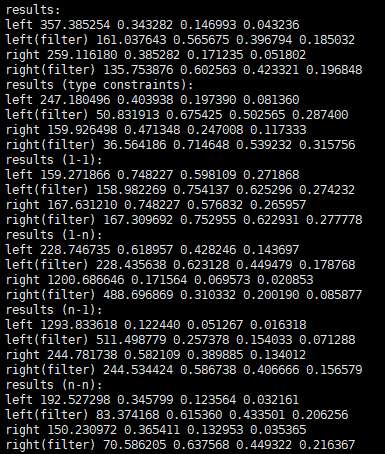 results:
left 357.385254 0.343282 0.146993 0.043236
left(filter) 161.037643 0.565675 0.396794 0.185032
right 259.116180 0.385282 0.171235 0.051802
right(filter) 135.753876 0.602563 0.423321 0.196848
results (type constraints):
left 247.180496 0.403938 0.197390 0.081360
left(filter) 50.831913 0.675425 0.502565 0.287400
right 159.926498 0.471348 0.247008 0.117333
right(filter) 36.564186 0.714648 0.539232 0.315756
results (1-1):
left 159.271866 0.748227 0.598109 0.271868
left(filter) 158.982269 0.754137 0.625296 0.274232
right 167.631210 0.748227 0.576832 0.265957
right(filter) 167.309692 0.752955 0.622931 0.277778
results (1-n):
left 228.746735 0.618957 0.428246 0.143697
left(filter) 228.435638 0.623128 0.449479 0.178768
right 1200.686646 0.171564 0.069573 0.020853
right(filter) 488.696869 0.310332 0.200190 0.085877
results (n-1):
left 1293.833618 0.122440 0.051267 0.016318
left(filter) 511.498779 0.257378 0.154033 0.071288
right 244.781738 0.582109 0.389885 0.134012
right(filter) 244.534424 0.586738 0.406666 0.156579
results (n-n):
left 192.527298 0.345799 0.123564 0.032161
left(filter) 83.374168 0.615360 0.433501 0.206256
right 150.230972 0.365411 0.132953 0.035365
right(filter) 70.586205 0.637568 0.449322 0.216367